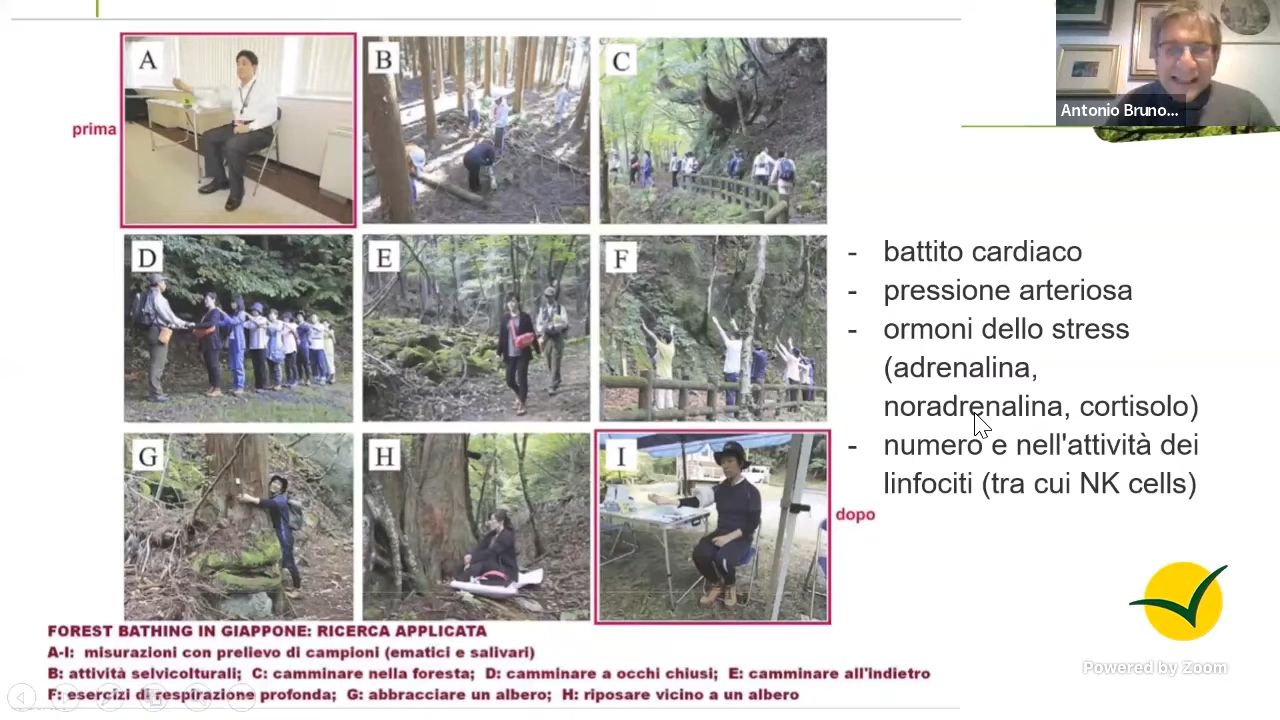 A
B
C
Antonio Bruno...
prima
D
E
F
- battito cardiaco
- pressione arteriosa
- ormoni dello stress
(adrenalina,
noradrenalina, cortisolo)
- numero e nell'attività dei
linfociti (tra cui NK cells)
G
H
I
dopo
FOREST BATHING IN GIAPPONE: RICERCA APPLICATA
A-I: misurazioni con prelievo di campioni (ematici e salivari)
B: attività selvicolturali; C: camminare nella foresta; D: camminare a occhi chiusi; E: camminare all'indietro
F: esercizi di respirazione profonda; G: abbracciare un albero; H: riposare vicino a un albero
Powered by Zoom